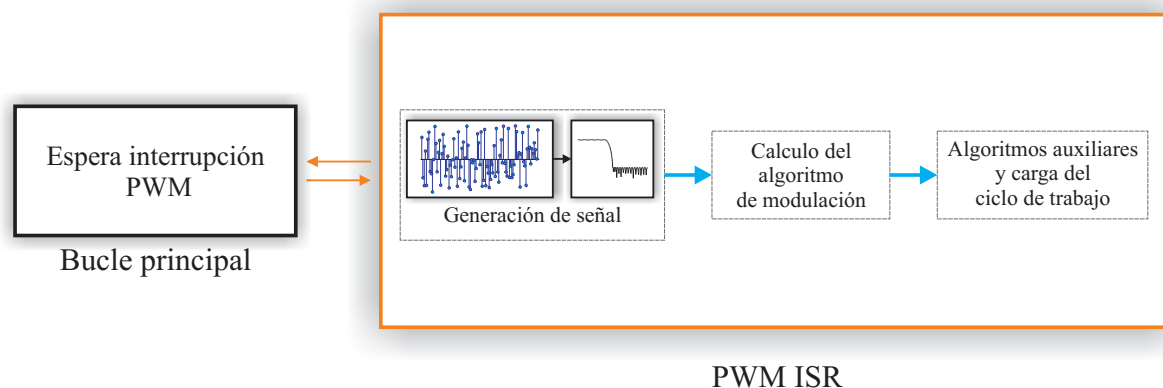 Espera interrupción
PWM
Bucle principal
Generación de señal
Calculo del
algoritmo
de modulación
Algoritmos auxiliares
y carga del
ciclo de trabajo
PWM ISR